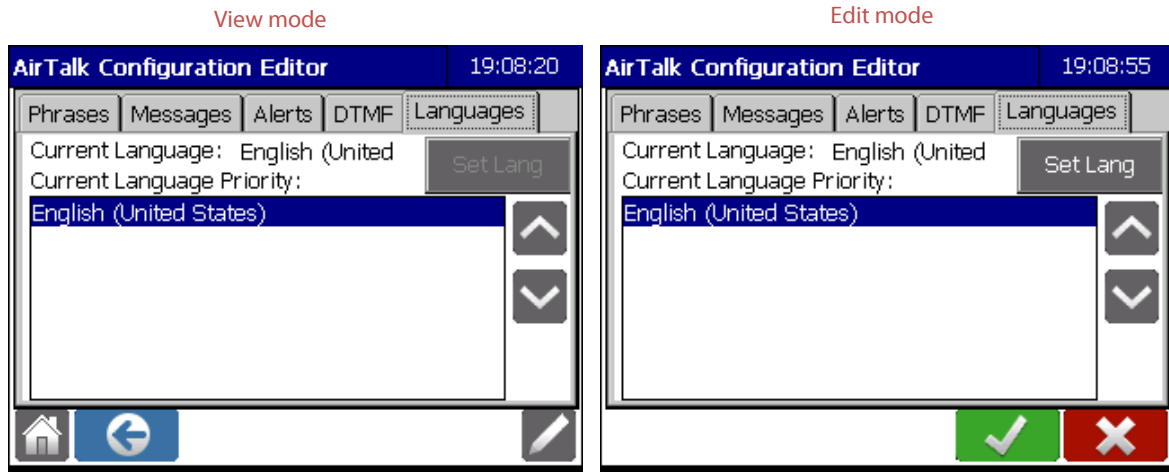 View mode
AirTalk Configuration Editor 19:08:20
Phrases Messages Alerts DTMF Languages
Current Language: English (United
Set Lang
Current Language Priority:
English (United States)
Edit mode
AirTalk Configuration Editor 19:08:55
Phrases Messages Alerts DTMF Languages
Current Language: English (United
Set Lang
Current Language Priority:
English (United States)